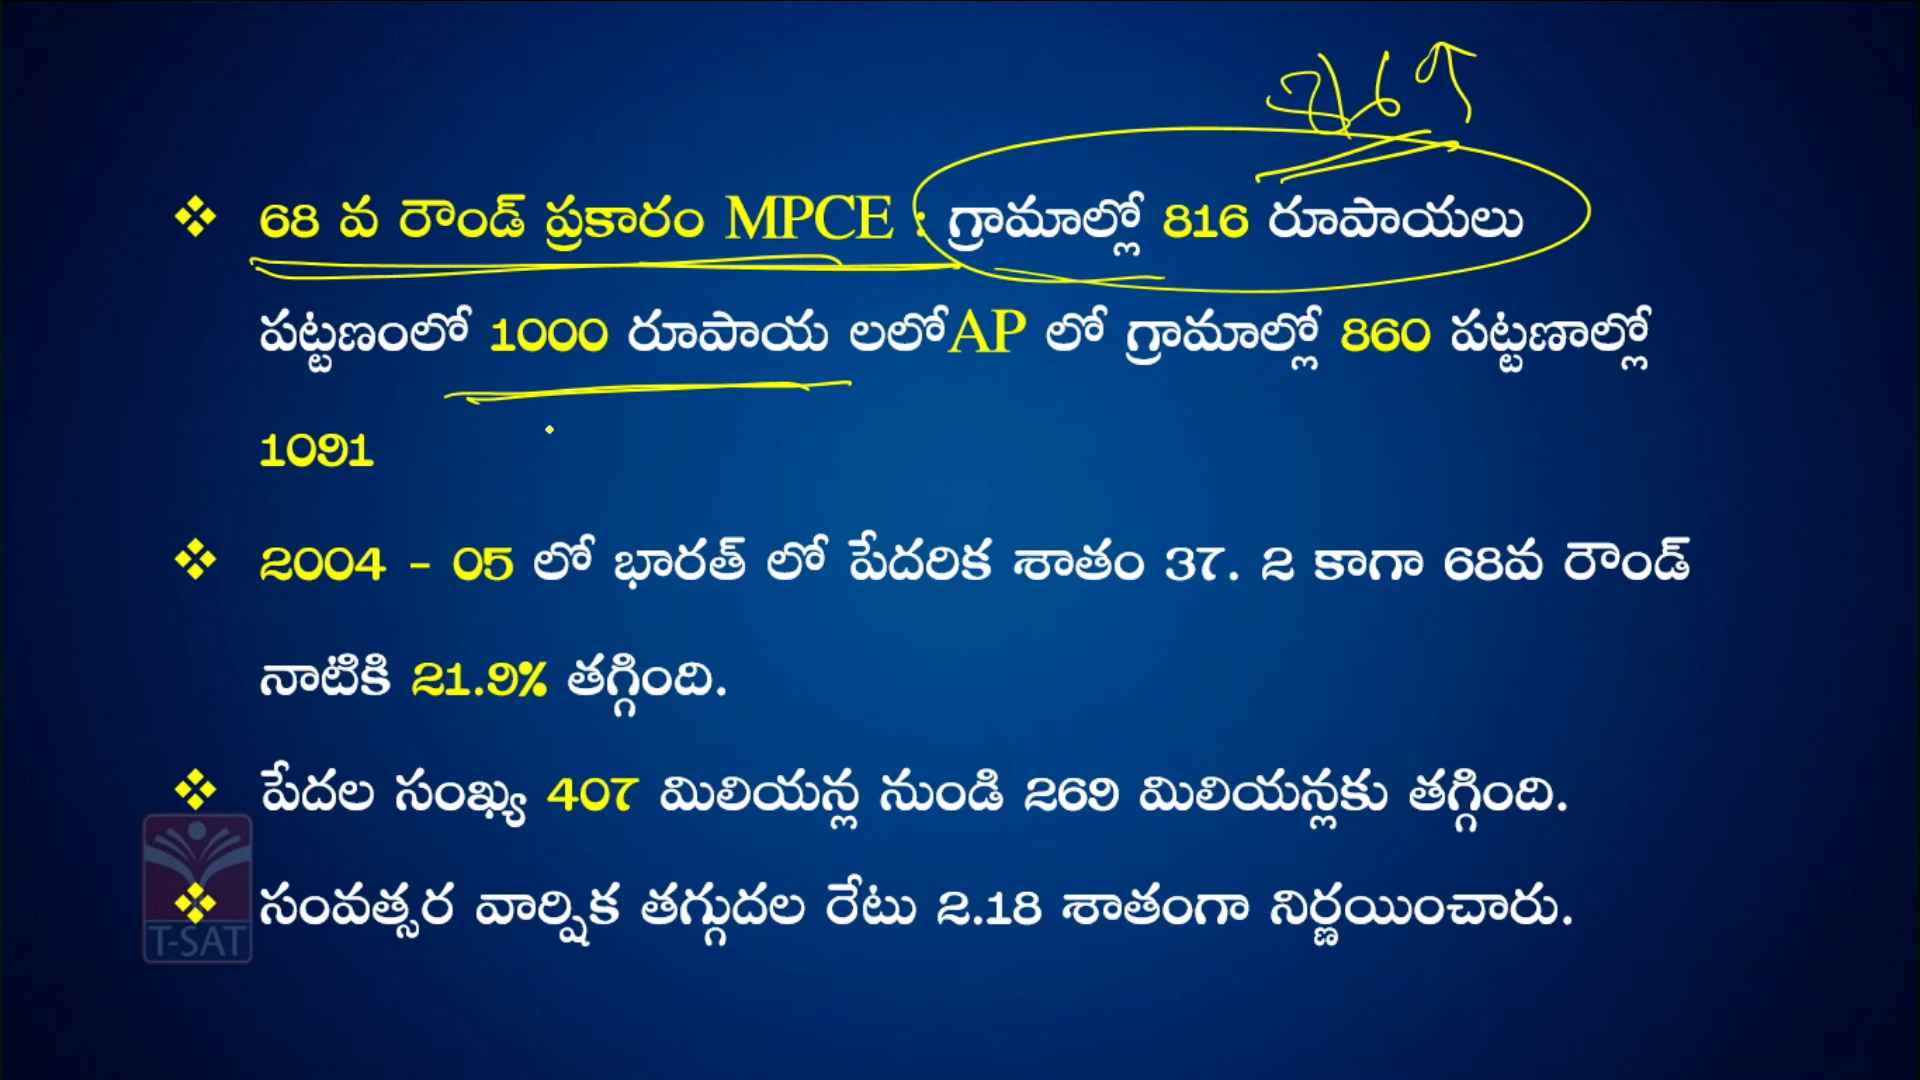 ❖ 68 వ రౌండ్ ప్రకారం MPCE : గ్రామాల్లో 816 రూపాయలు
పట్టణంలో 1000 రూపాయ లలోAP లో గ్రామాల్లో 860 పట్టణాల్లో
1091
❖ 2004 - 05 లో భారత్ లో పేదరిక శాతం 37. 2 కాగా 68వ రౌండ్
నాటికి 21.9% తగ్గింది.
❖ పేదల సంఖ్య 407 మిలియన్ల నుండి 269 మిలియన్లకు తగ్గింది.
❖ సంవత్సర వార్షిక తగ్గుదల రేటు 2.18 శాతంగా నిర్ణయించారు.
T-SAT